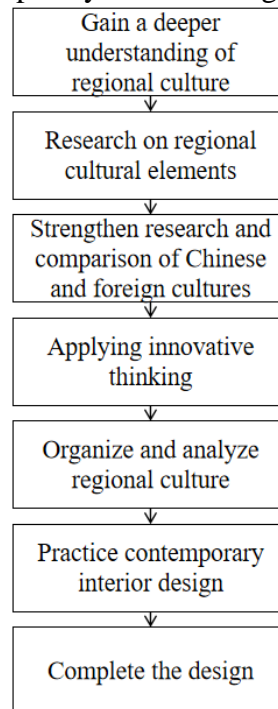 Gain a deeper
understanding of
regional culture
Research on regional
cultural elements
Strengthen research and
comparison of Chinese
and foreign cultures
Applying innovative
thinking
Organize and analyze
regional culture
Practice contemporary
interior design
Complete the design